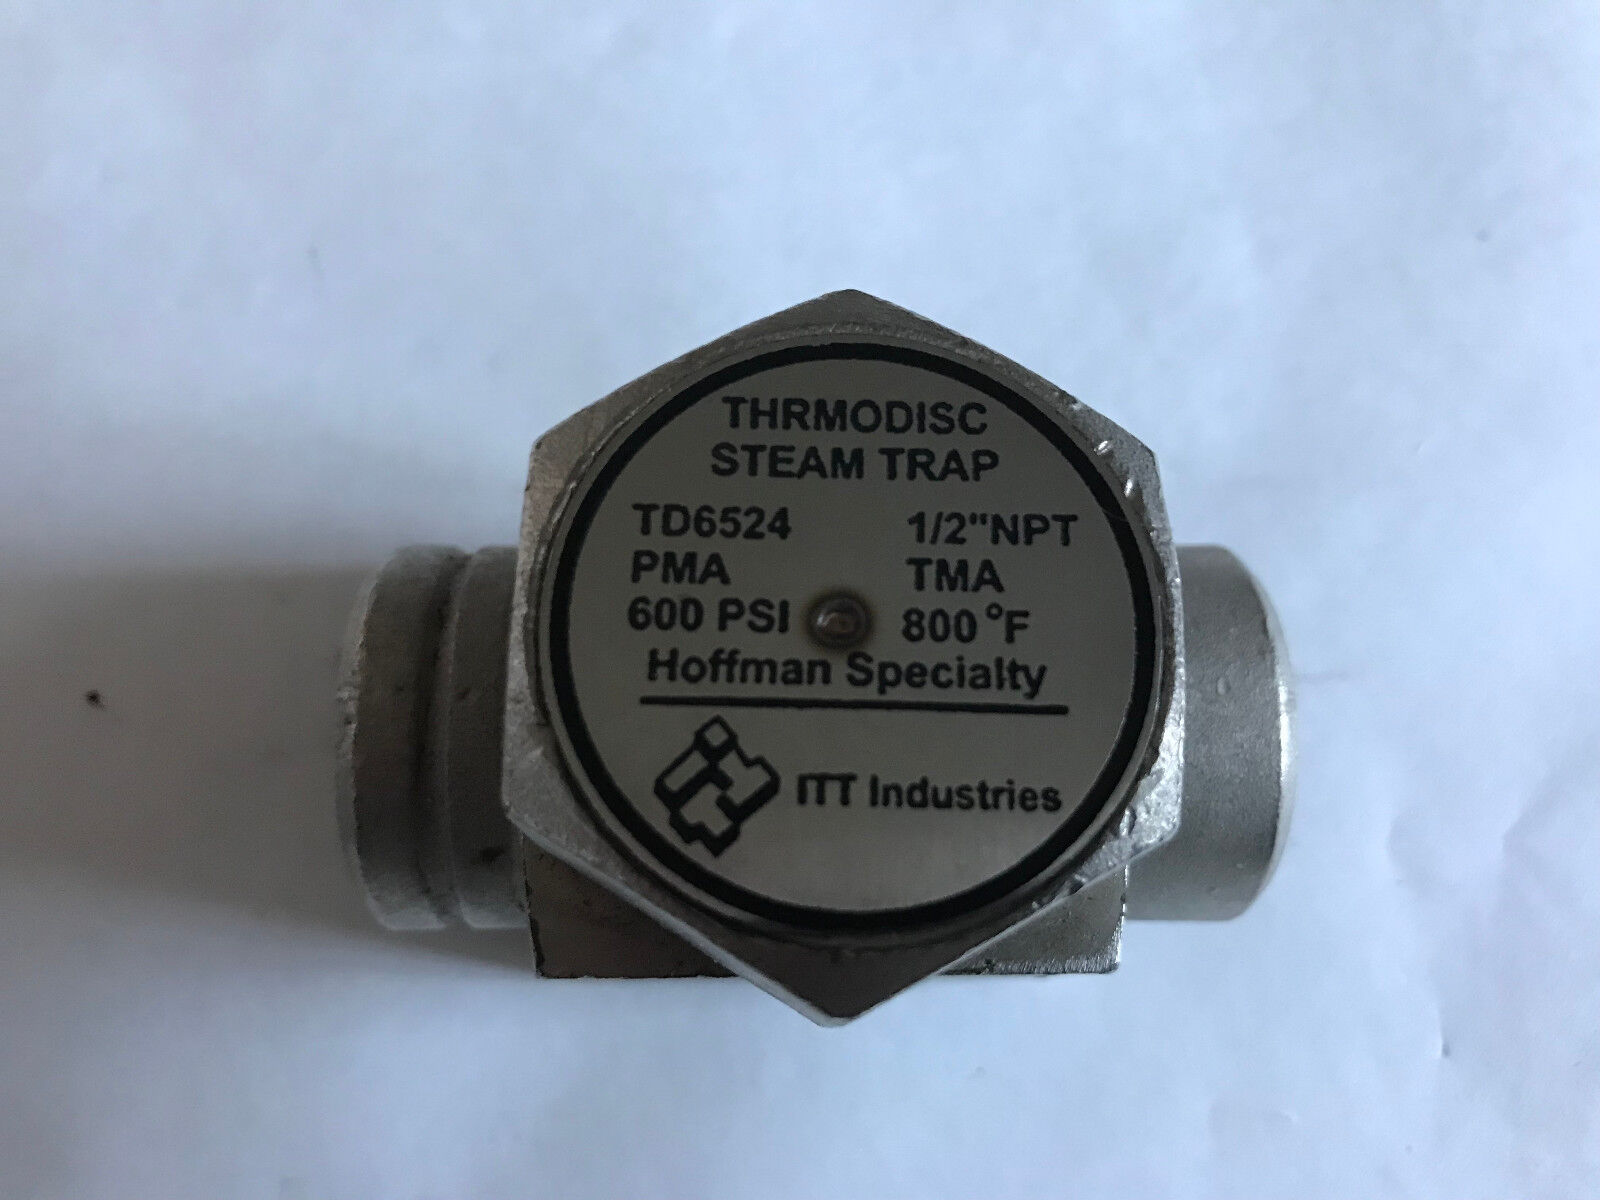 THRMODISC
STEAM TRAP
TD6524 1/2"NPT
PMA TMA
600 PSI 800 °F
Hoffman Specialty
ITT Industries